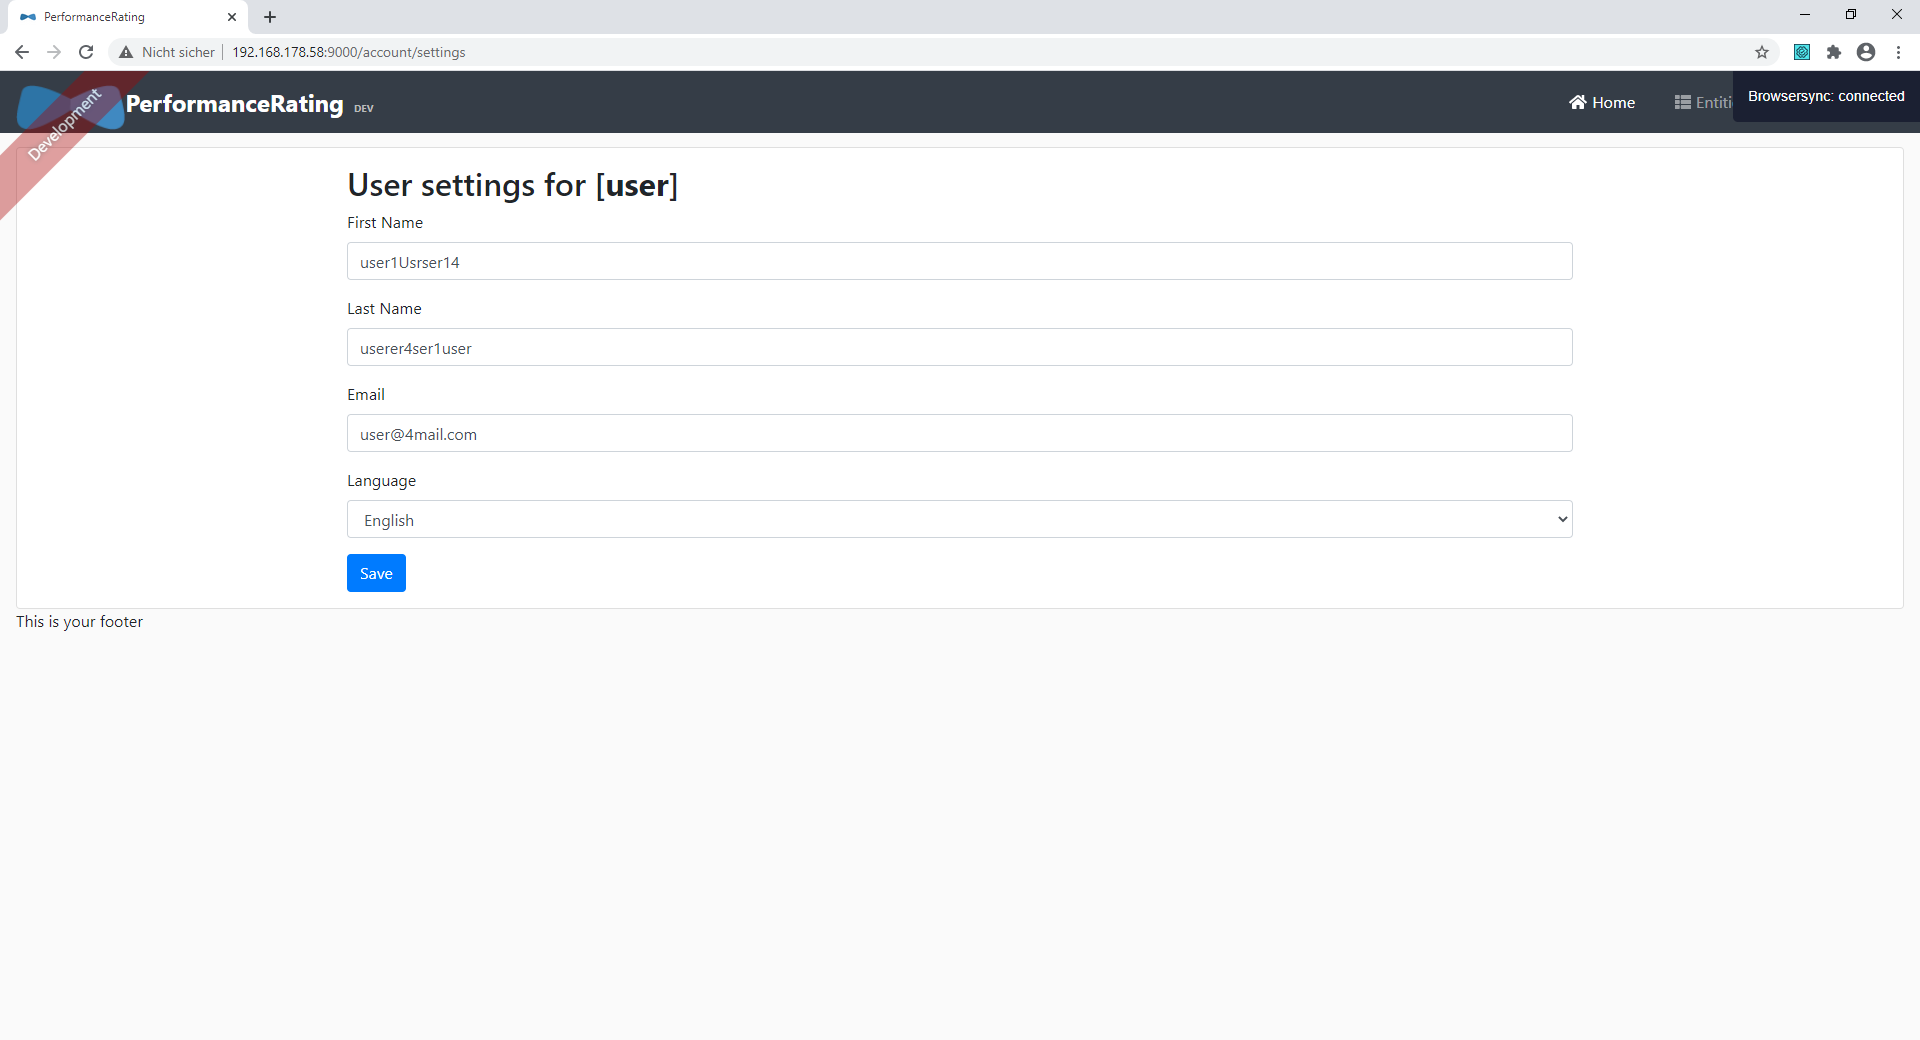 PerformanceRating
Nicht sicher 192.168.178.58:9000/account/settings
Development
PerformanceRating DEV
Home
Entiti
Browsersync: connected
User settings for [user]
First Name
user1Usrser14
Last Name
userer4ser1user
Email
user@4mail.com
Language
English
Save
This is your footer